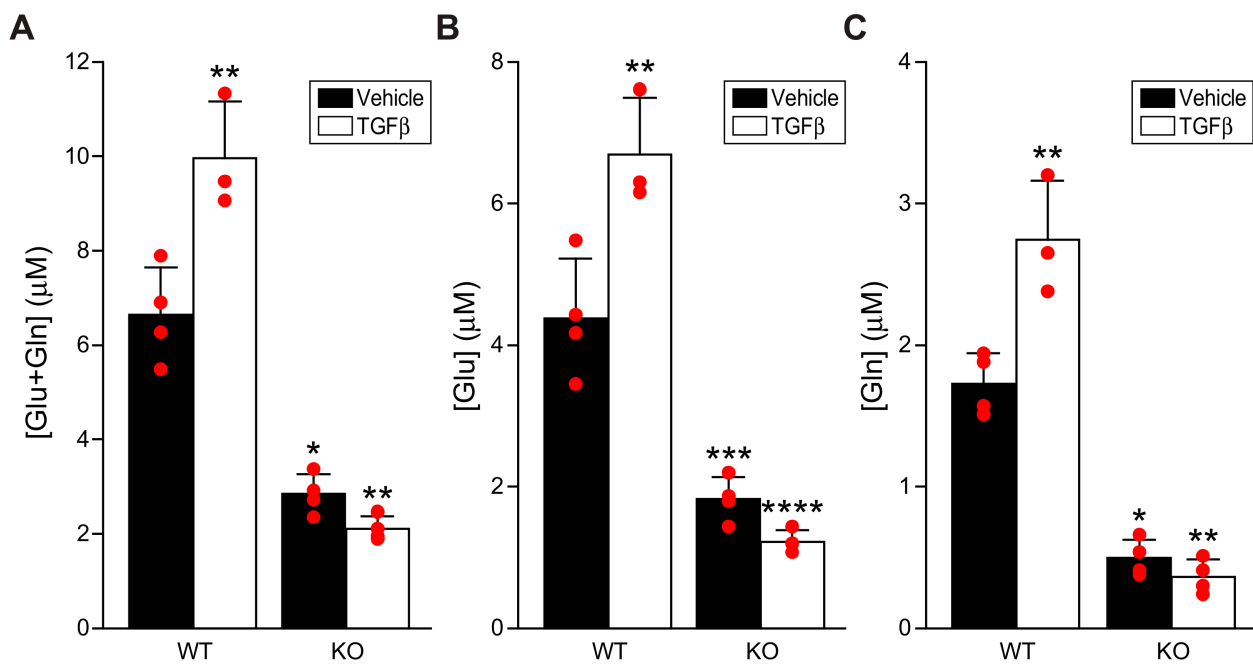 A
[Glu+Gln] (μM)
12
10
8
6
4
2
0
**
*
**
Vehicle
TGFβ
WT KO
B
[Glu] (μM)
8
6
4
2
0
**
***
****
Vehicle
TGFβ
WT KO
C
[Gln] (μM)
4
3
2
1
0
**
*
**
Vehicle
TGFβ
WT KO